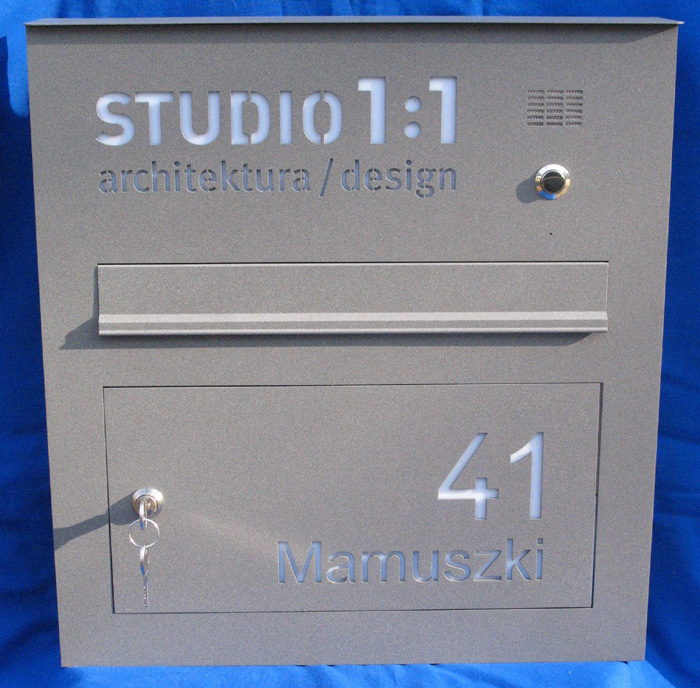 STUDIO 1:1
architektura / design
41
Mamuszki